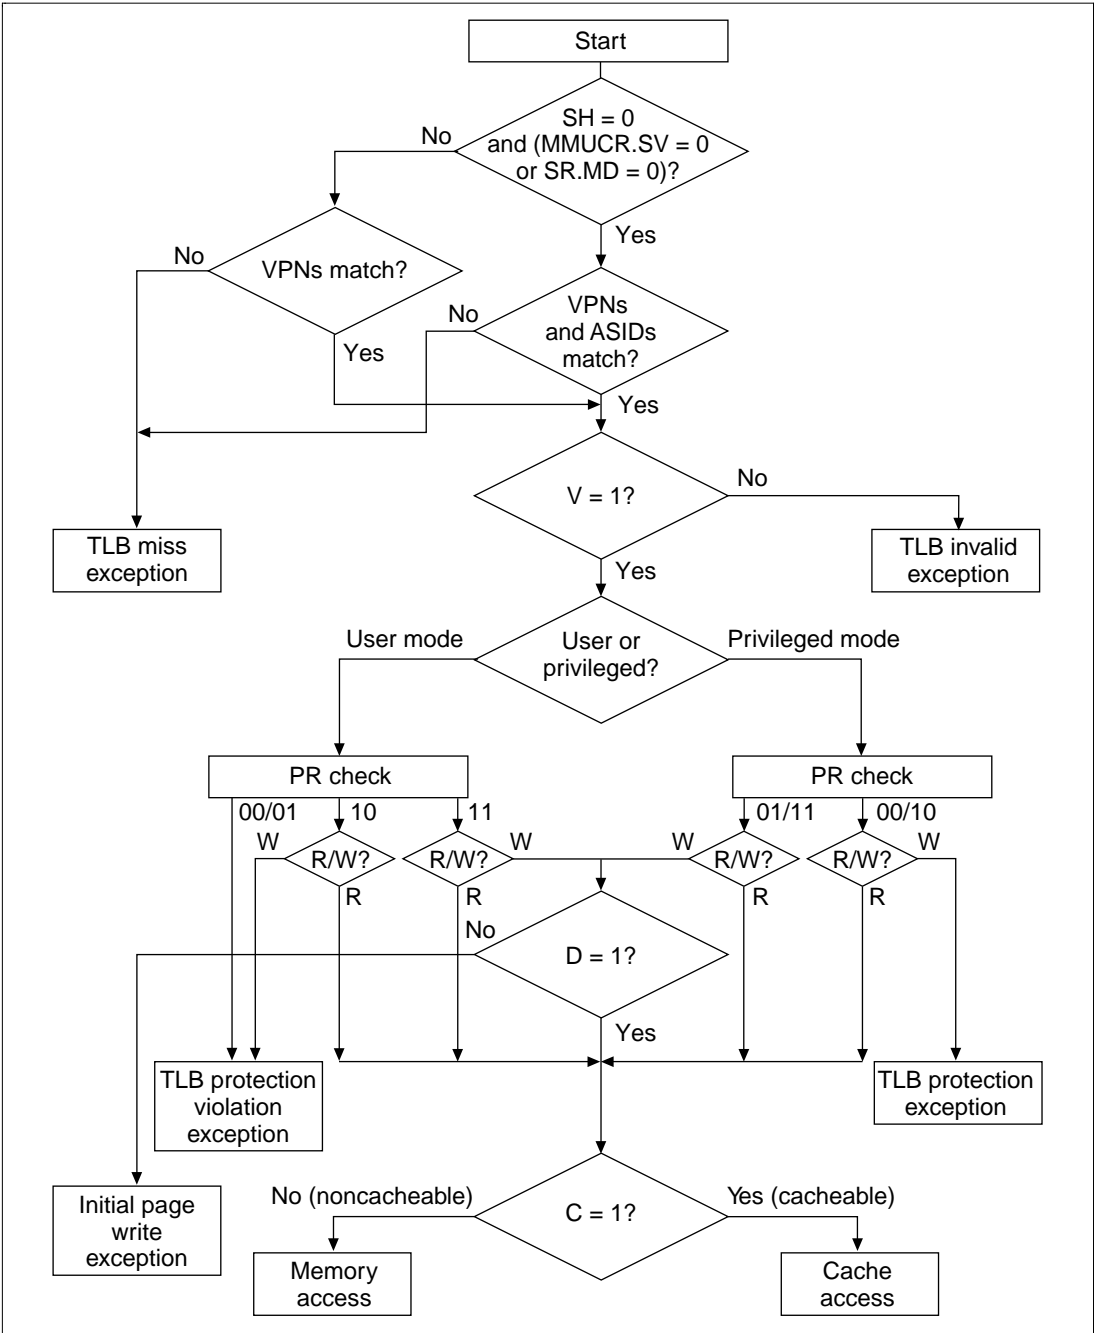 Start
SH = 0
and (MMUCR.SV = 0
or SR.MD = 0)?
No
Yes
VPNs match?
No
Yes
VPNs
and ASIDs
match?
No
Yes
V = 1?
No
Yes
TLB miss
exception
TLB invalid
exception
User or
privileged?
User mode
Privileged mode
PR check
PR check
00/01
10
11
01/11
00/10
W
R/W?
R/W?
W
W
R/W?
R/W?
W
R
R
R
R
No
D = 1?
Yes
TLB protection
violation
exception
TLB protection
exception
Initial page
write
exception
No (noncacheable)
C = 1?
Yes (cacheable)
Memory
access
Cache
access